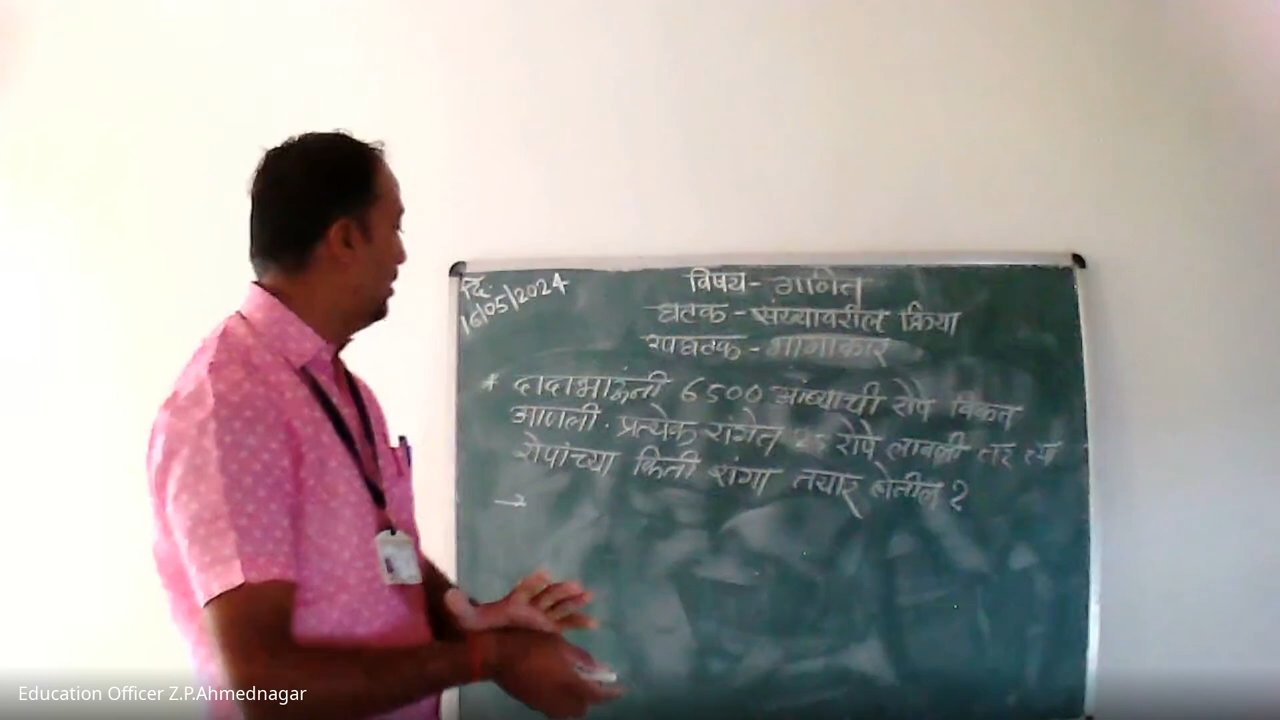 दि.
16/05/2024
विषय - गणित
घटक - संख्यावरील क्रिया
उपघटक - भागाकार
* दादाभाऊंनी 6500 आंब्याची रोपे विकत
आणली. प्रत्येक रांगेत 25 रोपे लावली तर त्या
रोपांच्या किती रांगा तयार होतील ?
→
Education Officer Z.P.Ahmednagar